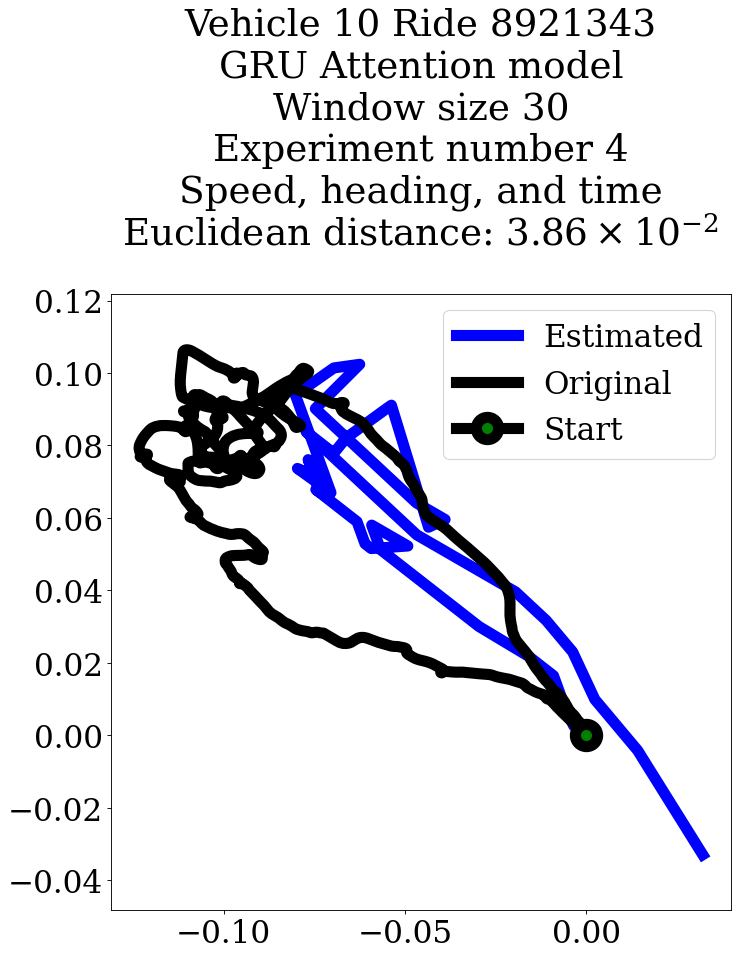 Vehicle 10 Ride 8921343
GRU Attention model
Window size 30
Experiment number 4
Speed, heading, and time
Euclidean distance: 3.86 × 10⁻²
0.12
0.10
0.08
0.06
0.04
0.02
0.00
−0.02
−0.04
Estimated
Original
Start
−0.10 −0.05 0.00